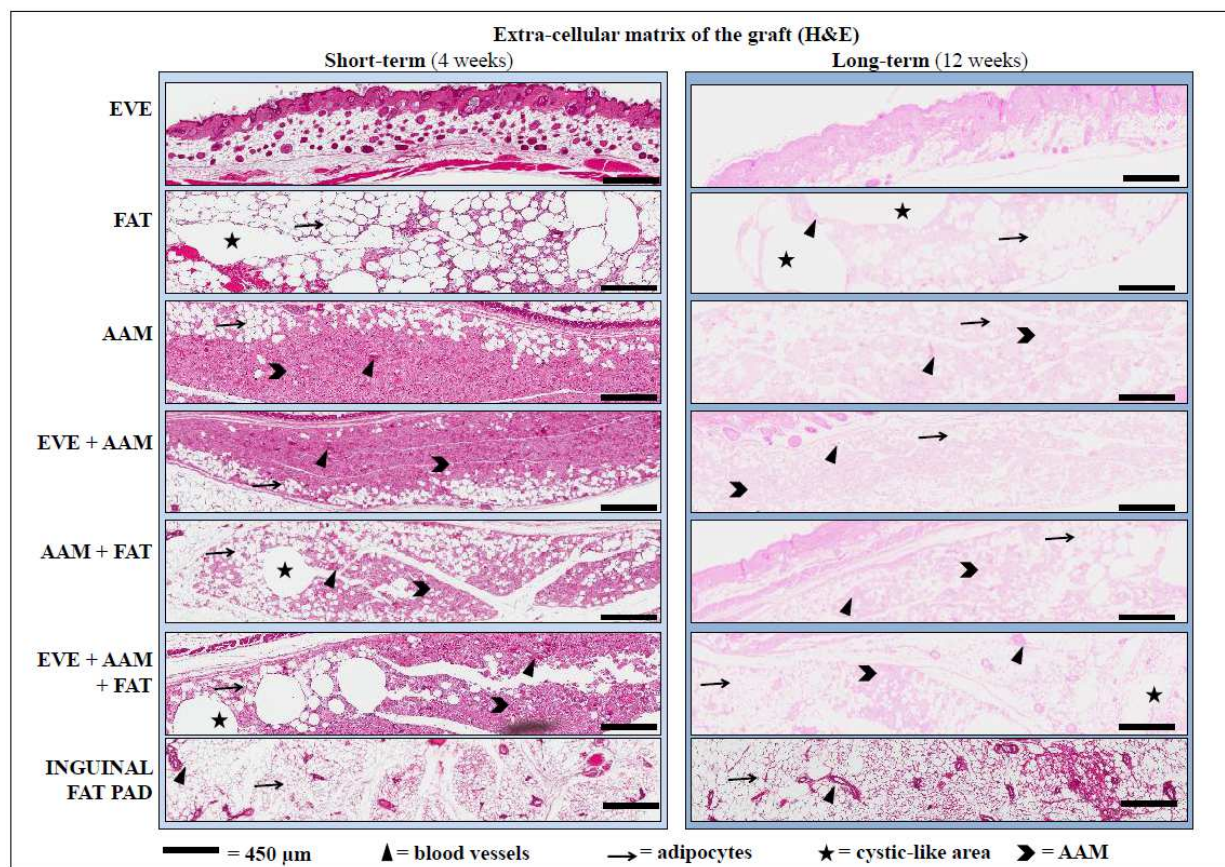 Extra-cellular matrix of the graft (H&E)
Short-term (4 weeks)
Long-term (12 weeks)
EVE
FAT
AAM
EVE + AAM
AAM + FAT
EVE + AAM
+ FAT
INGUINAL
FAT PAD
= 450 µm
= blood vessels
= adipocytes
= cystic-like area
= AAM